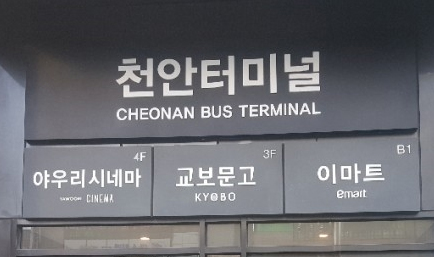 천안터미널
CHEONAN BUS TERMINAL
4F
야우리시네마
CINEMA
3F
교보문고
KYOBO
B1
이마트
emart